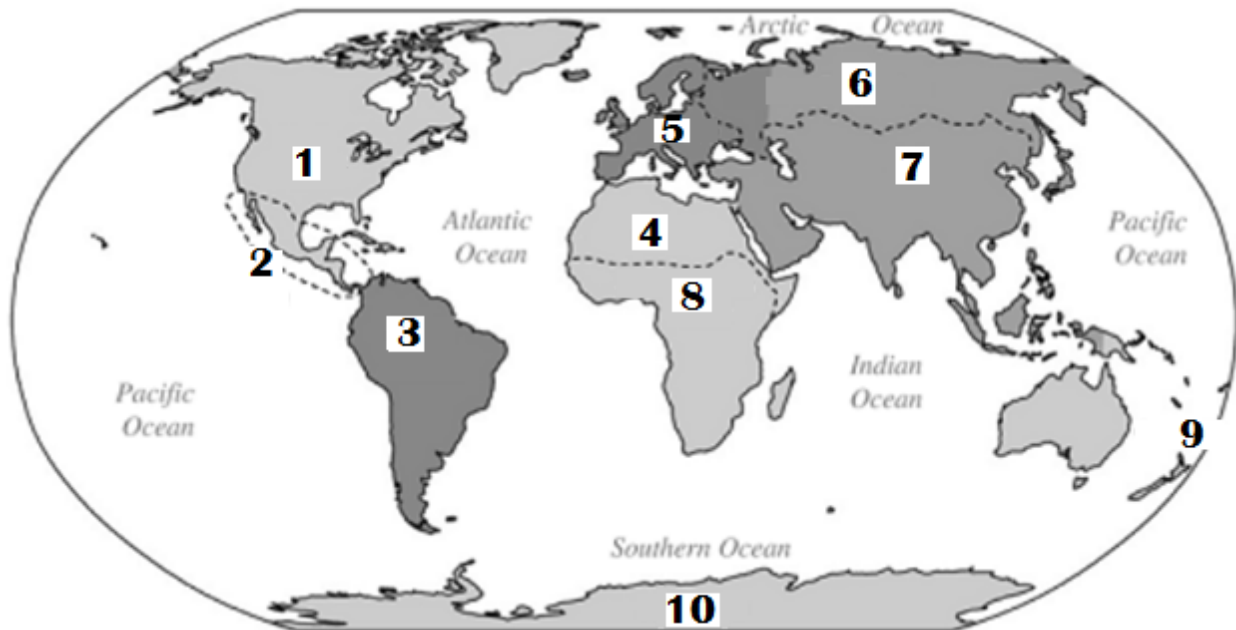 Arctic Ocean
6
5
1
7
Atlantic
Ocean
Pacific
Ocean
4
2
8
3
Indian
Ocean
Pacific
Ocean
9
Southern Ocean
10